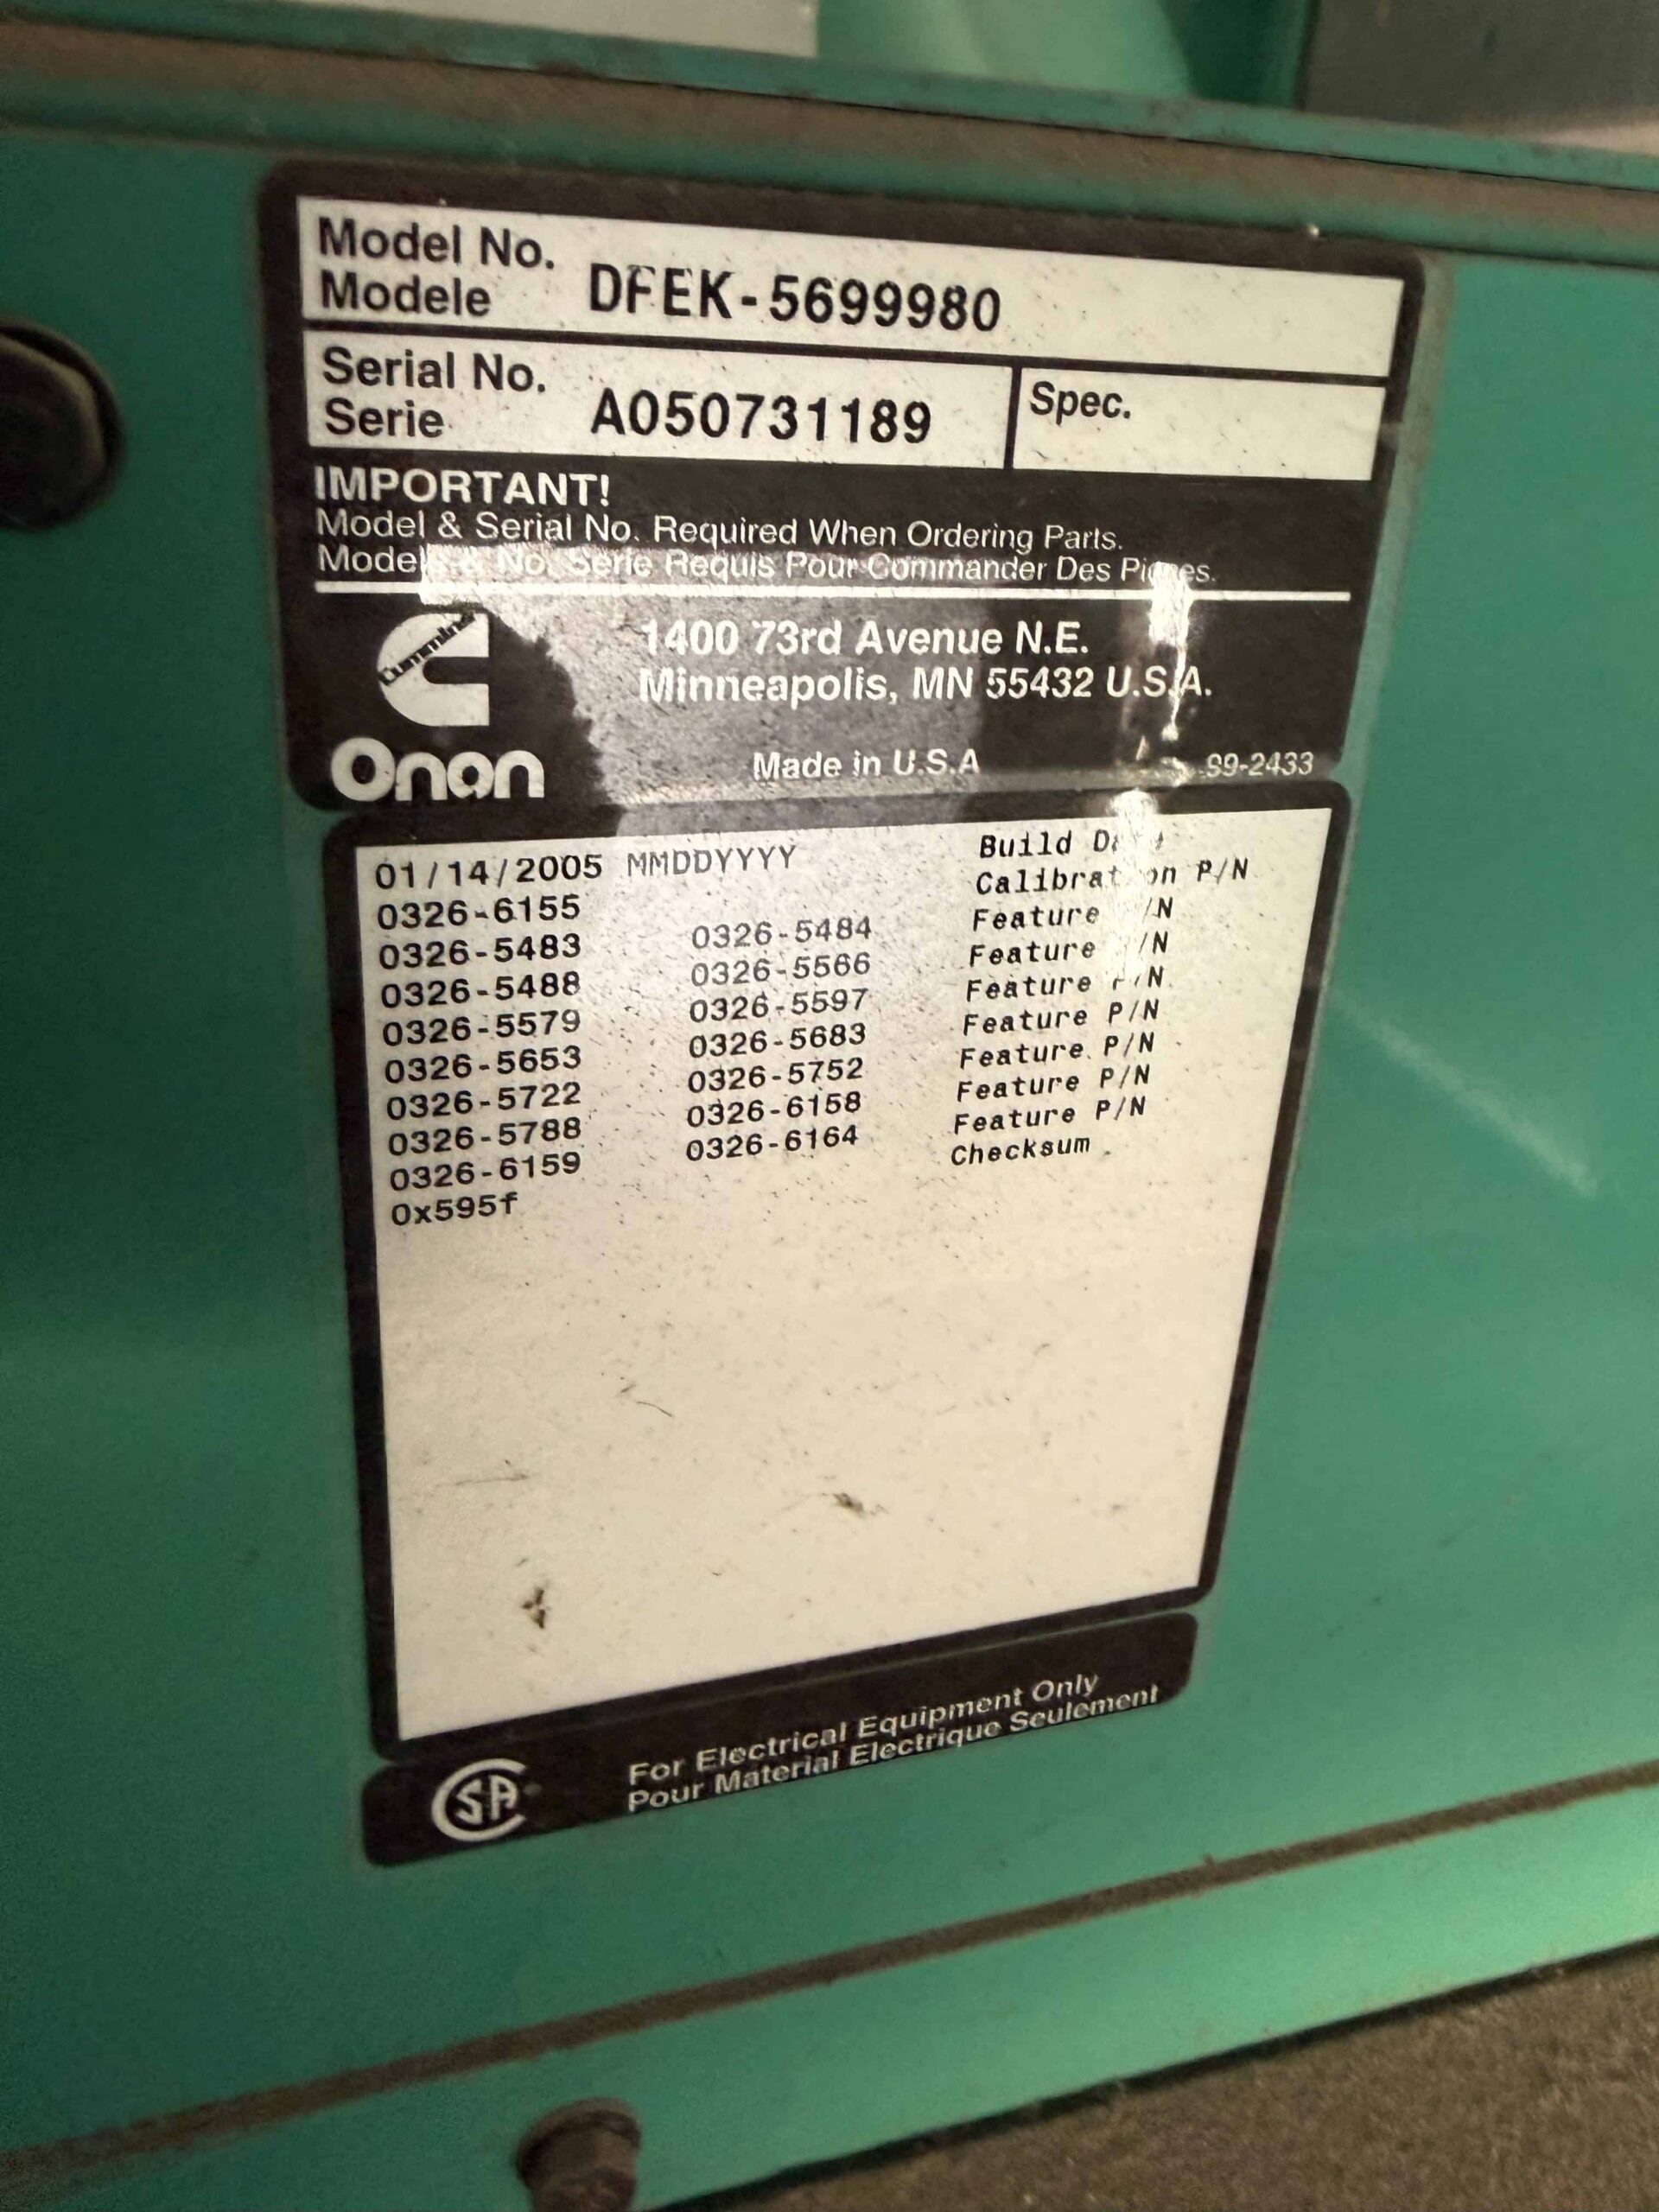 Model No.
Modele DFEK-5699980
Serial No.
Serie A050731189
Spec.
IMPORTANT!
Model & Serial No. Required When Ordering Parts.
No. Serie Requis Pour Commander Des
Cummins
Onan
1400 73rd Avenue N.E.
Minneapolis, MN 55432 U.S.A.
Made in U.S.A
99-2433
01/14/2005 MMDDYYYY Build
0326-6155 P/N
0326-5483 0326-5484 Feature
0326-5488 0326-5566 Feature
0326-5579 0326-5597 Feature
0326-5653 0326-5683 Feature P/N
0326-5722 0326-5752 Feature P/N
0326-5788 0326-6158 Feature P/N
0326-6159 0326-6164 Feature P/N
0x595f Checksum
CSA
For Electrical Equipment Only
Pour Material Electrique Seulement